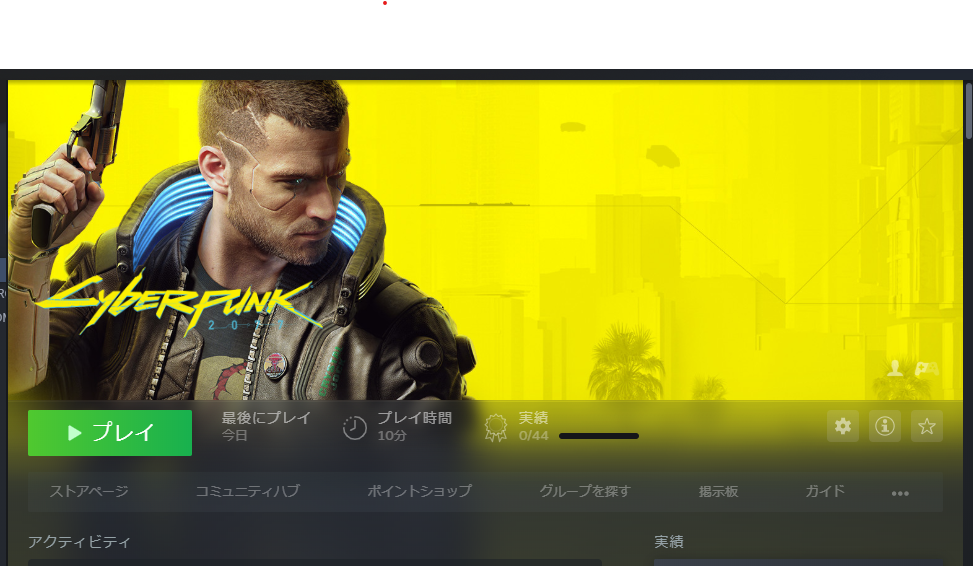 CYBERPUNK
2077
プレイ
最後にプレイ
今日
プレイ時間
10分
実績
0/44
ストアページ
コミュニティハブ
ポイントショップ
グループを探す
掲示板
ガイド
アクティビティ
実績